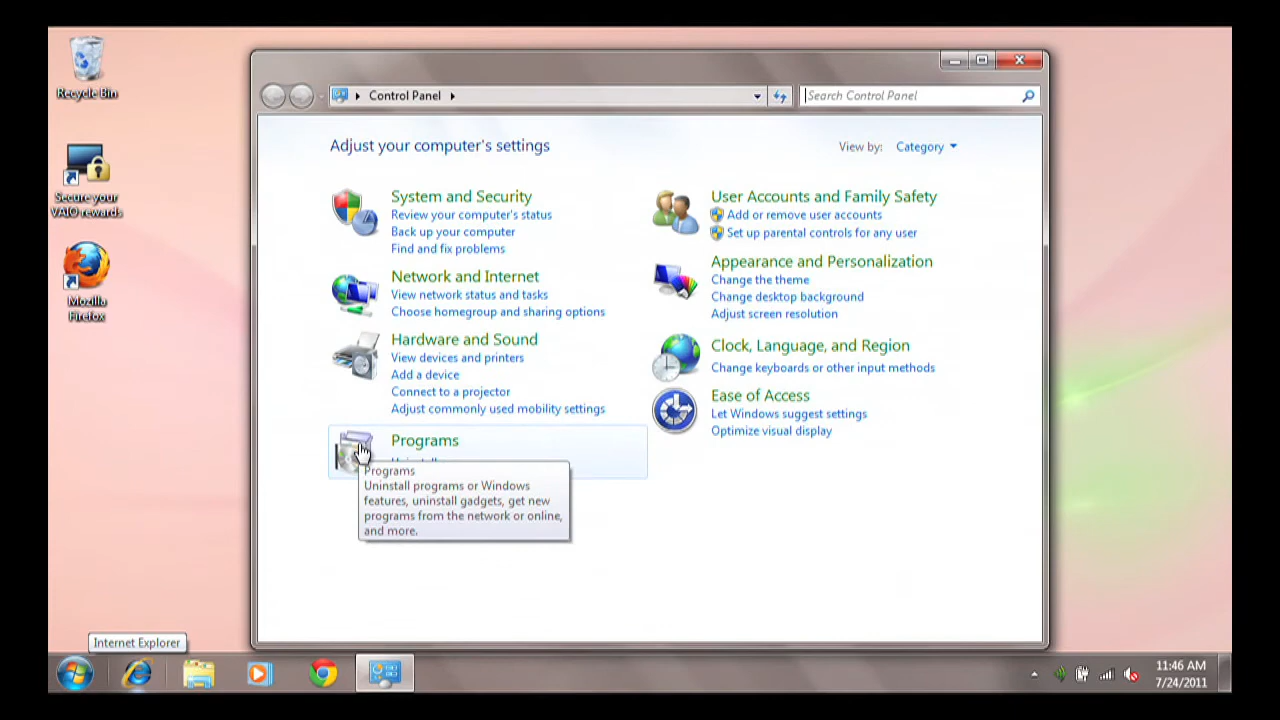 Recycle Bin
Secure your
VAIO rewards
Mozilla
Firefox
Control Panel
Search Control Panel
Adjust your computer's settings
View by: Category
System and Security
Review your computer's status
Back up your computer
Find and fix problems
Network and Internet
View network status and tasks
Choose homegroup and sharing options
Hardware and Sound
View devices and printers
Add a device
Connect to a projector
Adjust commonly used mobility settings
Programs
Programs
Uninstall programs or Windows
features, uninstall gadgets, get new
programs from the network or online,
and more.
User Accounts and Family Safety
Add or remove user accounts
Set up parental controls for any user
Appearance and Personalization
Change the theme
Change desktop background
Adjust screen resolution
Clock, Language, and Region
Change keyboards or other input methods
Ease of Access
Let Windows suggest settings
Optimize visual display
Internet Explorer
11:46 AM
7/24/2011